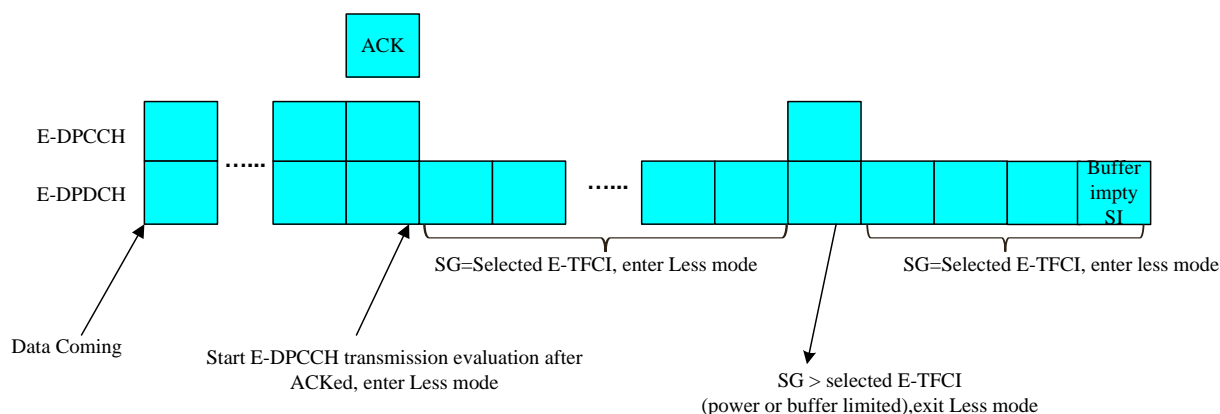 ACK
E-DPCCH
…...
…...
E-DPDCH
Buffer
impty
SI
SG=Selected E-TFCI, enter Less mode
SG=Selected E-TFCI, enter less mode
Data Coming
Start E-DPCCH transmission evaluation after
ACKed, enter Less mode
SG > selected E-TFCI
(power or buffer limited),exit Less mode